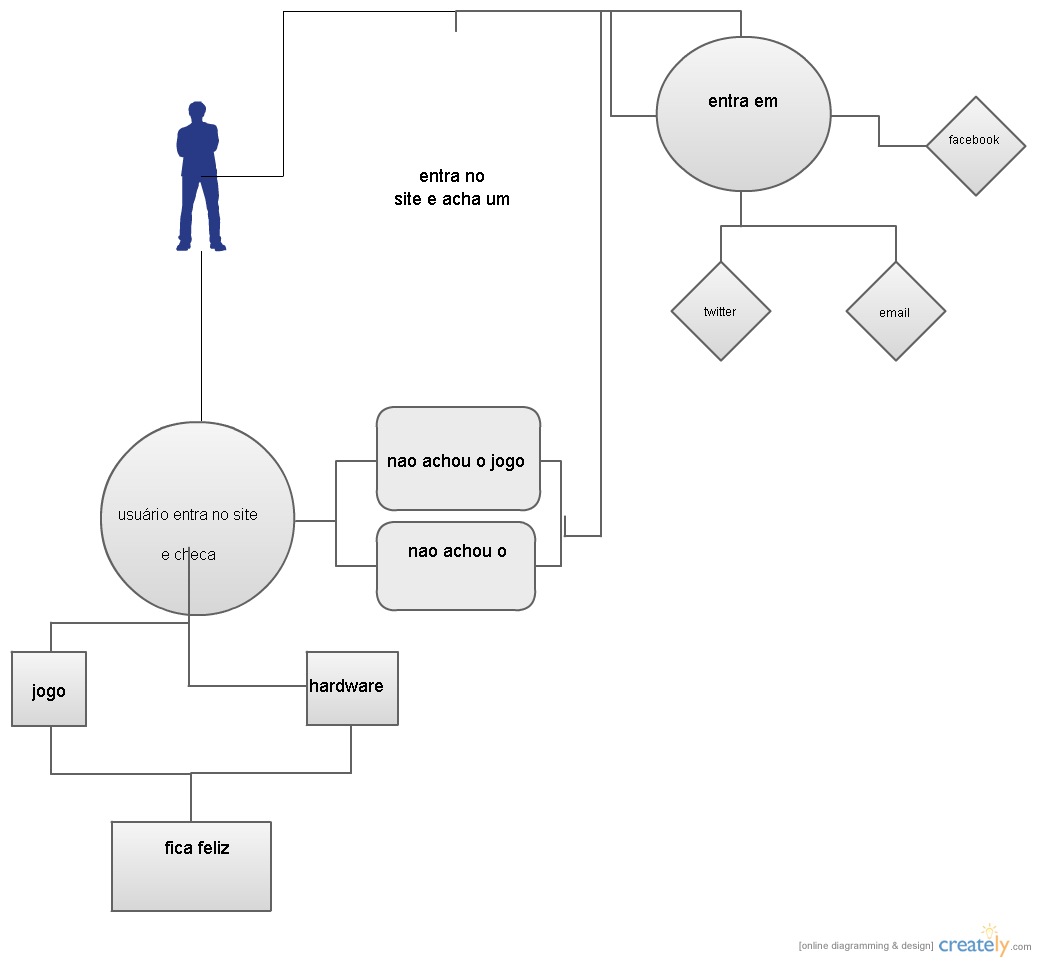 entra em
facebook
entra no
site e acha um
twitter
email
nao achou o jogo
usuário entra no site
e checa
nao achou o
jogo
hardware
fica feliz
[online diagramming & design] creately.com